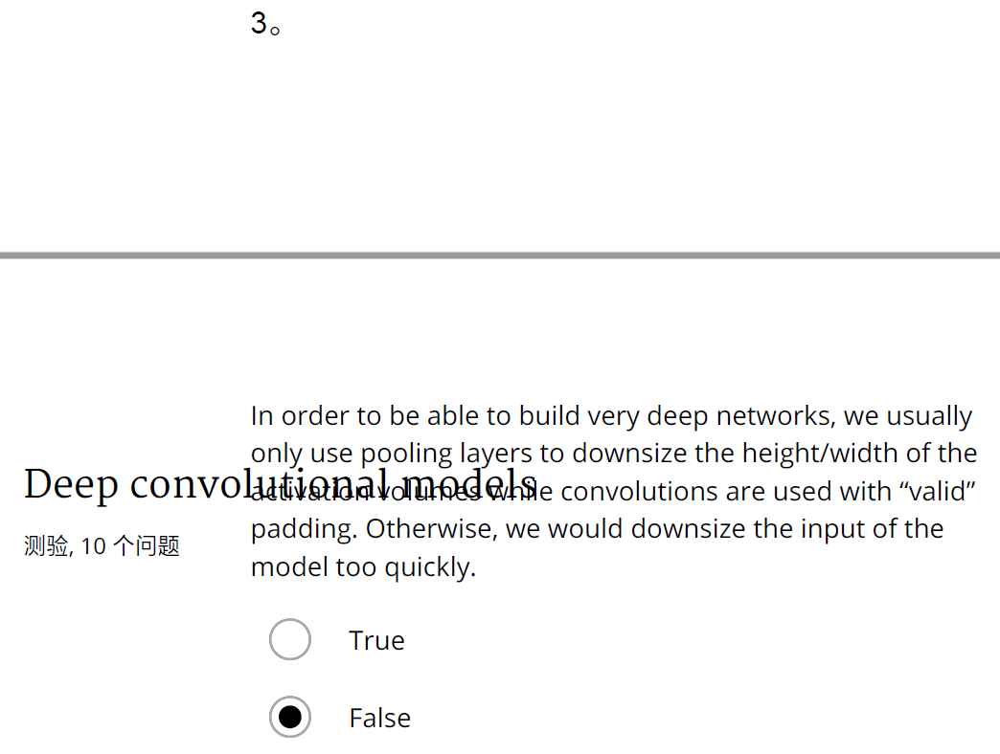 3。
In order to be able to build very deep networks, we usually
only use pooling layers to downsize the height/width of the
Deep convolutional models
activation volumes while convolutions are used with “valid”
padding. Otherwise, we would downsize the input of the
测验, 10 个问题
model too quickly.
True
False